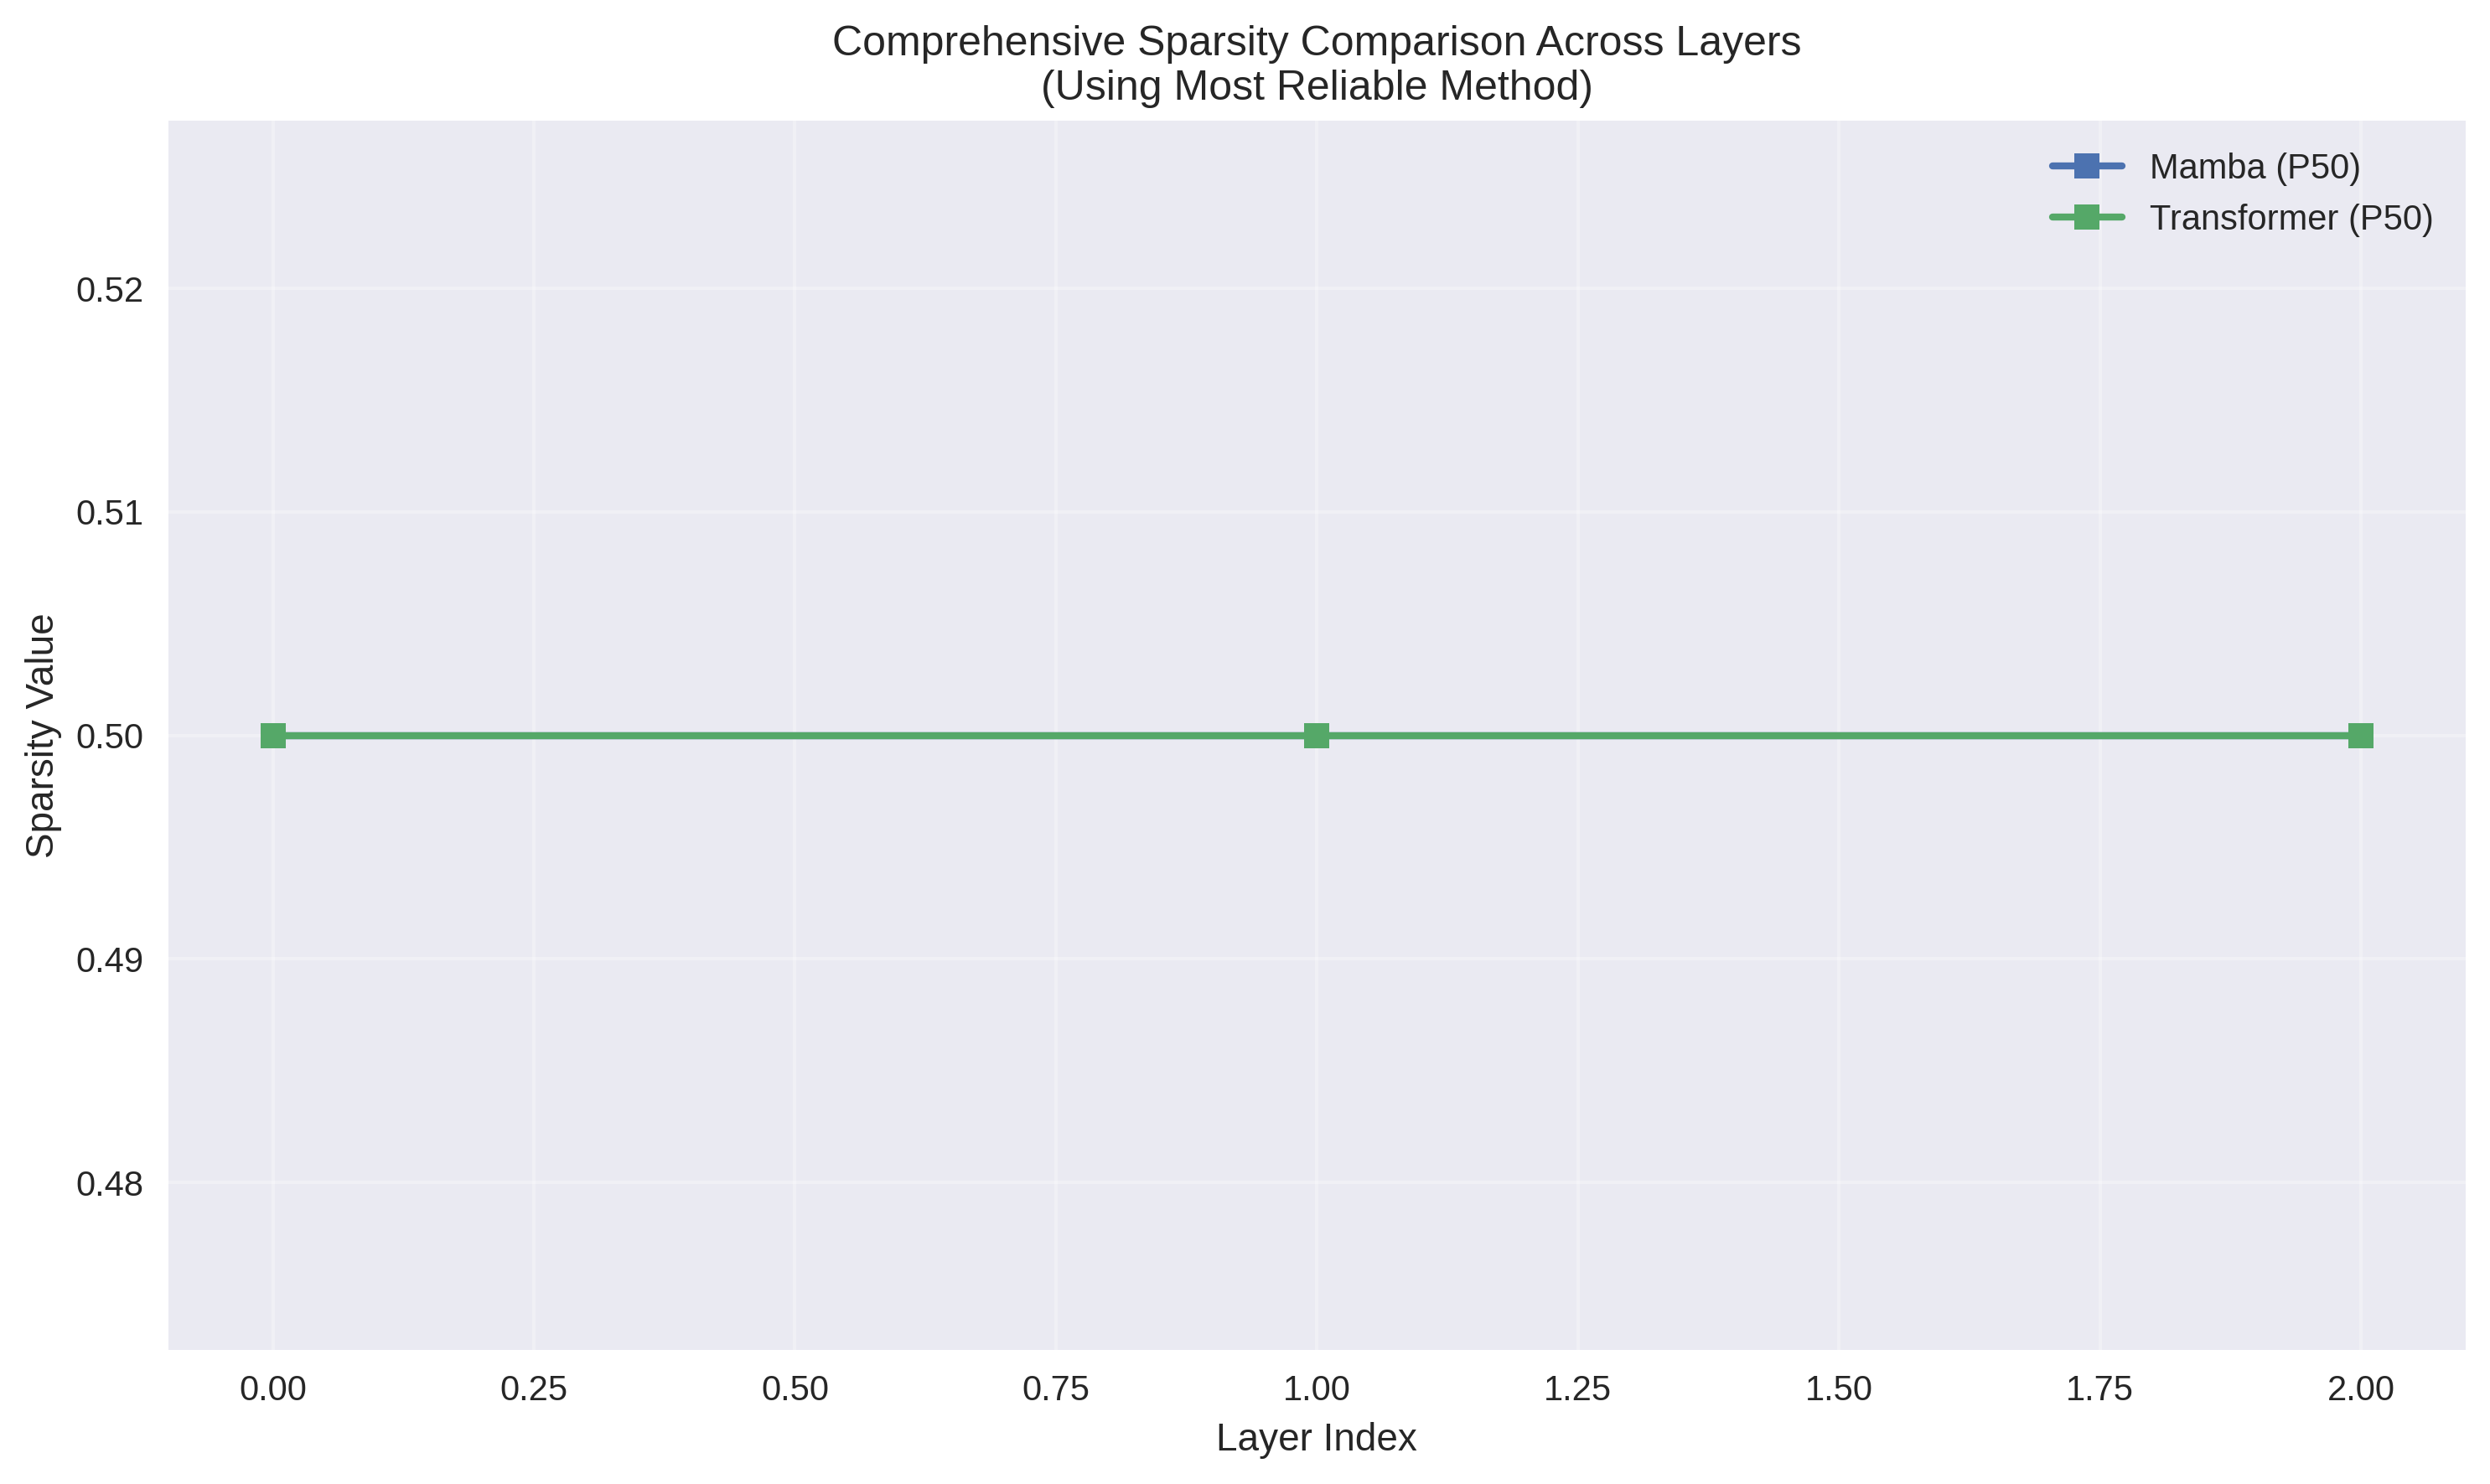 Comprehensive Sparsity Comparison Across Layers
(Using Most Reliable Method)
Mamba (P50)
Transformer (P50)
Sparsity Value
0.52
0.51
0.50
0.49
0.48
0.00 0.25 0.50 0.75 1.00 1.25 1.50 1.75 2.00
Layer Index